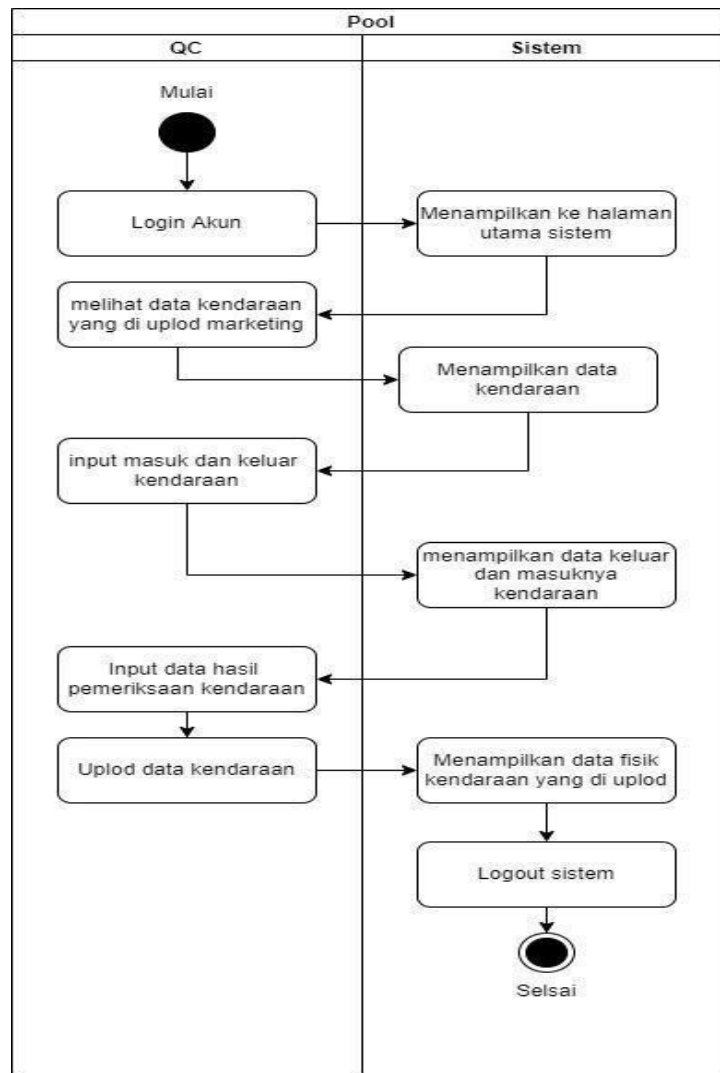 Pool
QC
Sistem
Mulai
Login Akun
Menampilkan ke halaman
utama sistem
melihat data kendaraan
yang di uplod marketing
Menampilkan data
kendaraan
input masuk dan keluar
kendaraan
menampilkan data keluar
dan masuknya
kendaraan
Input data hasil
pemeriksaan kendaraan
Uplod data kendaraan
Menampilkan data fisik
kendaraan yang di uplod
Logout sistem
Selsai